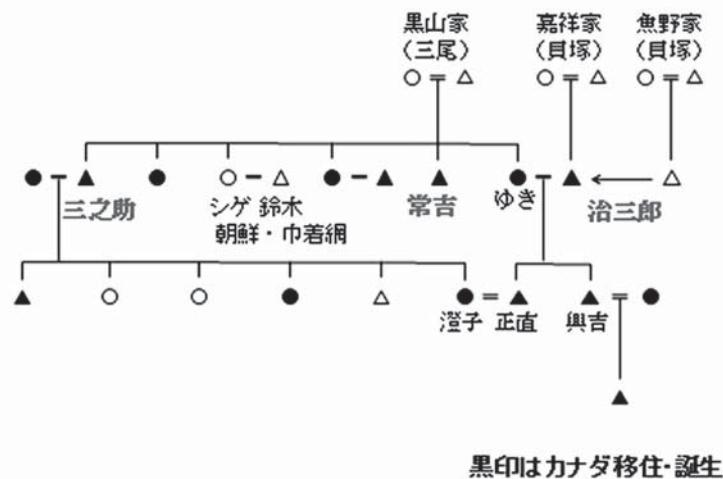 黒山家
（三尾）
嘉祥家
（貝塚）
魚野家
（貝塚）
三之助
シゲ 鈴木
朝鮮・巾着網
常吉
ゆき
治三郎
澄子 正直
興吉
黒印はカナダ移住・誕生